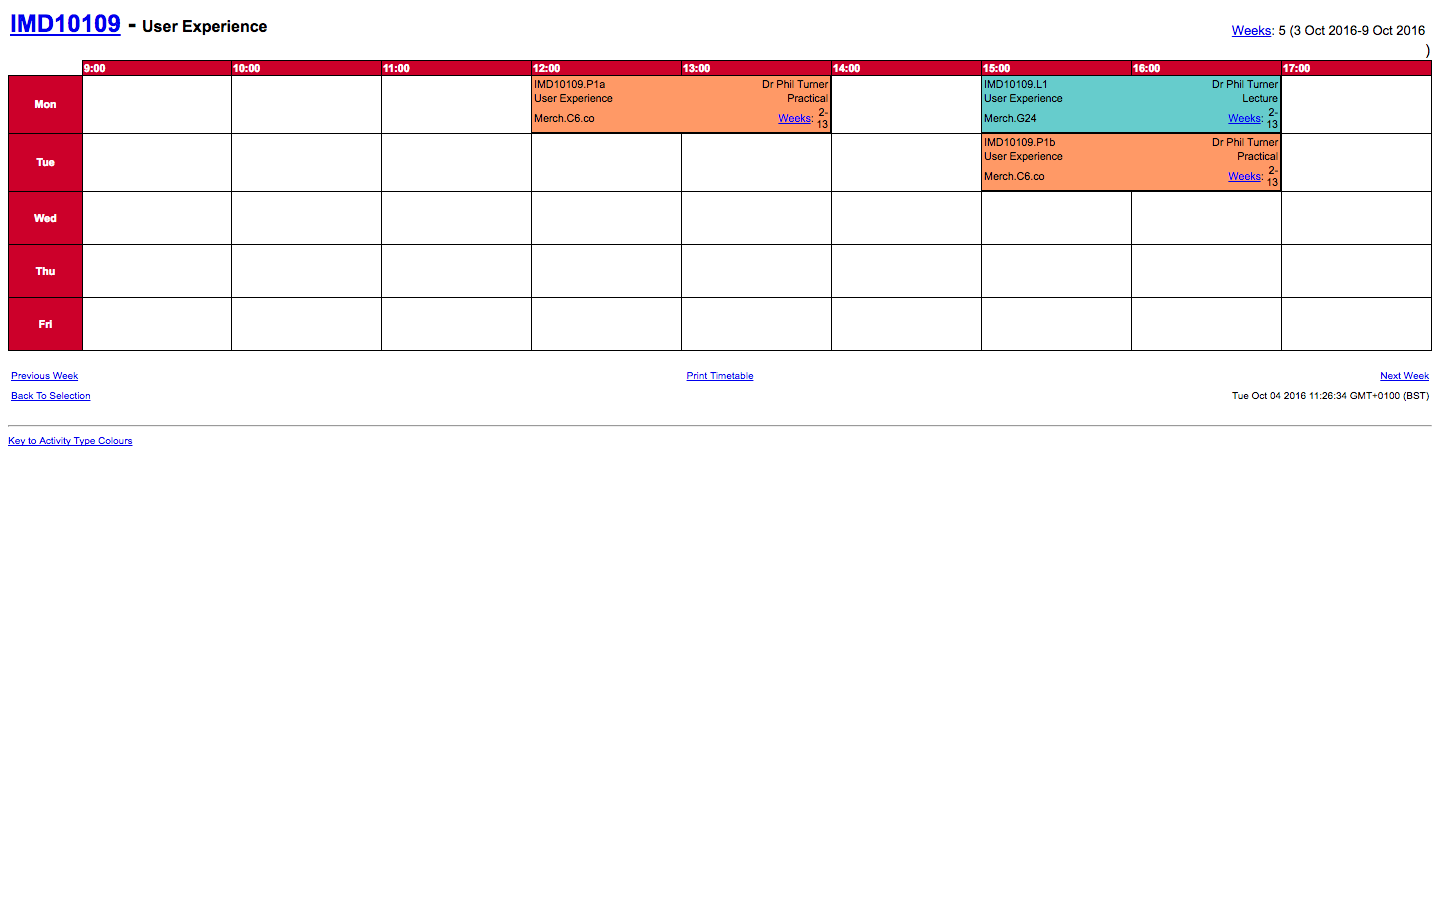 IMD10109 - User Experience
Weeks: 5 (3 Oct 2016-9 Oct 2016
)
9:00 10:00 11:00 12:00 13:00 14:00 15:00 16:00 17:00
Mon
IMD10109.P1a Dr Phil Turner
User Experience Practical
Merch.C6.co Weeks: 2-
13
IMD10109.L1 Dr Phil Turner
User Experience Lecture
Merch.G24 Weeks: 2-
13
Tue
IMD10109.P1b Dr Phil Turner
User Experience Practical
Merch.C6.co Weeks: 2-
13
Wed
Thu
Fri
Previous Week Print Timetable Next Week
Back To Selection Tue Oct 04 2016 11:26:34 GMT+0100 (BST)
Key to Activity Type Colours